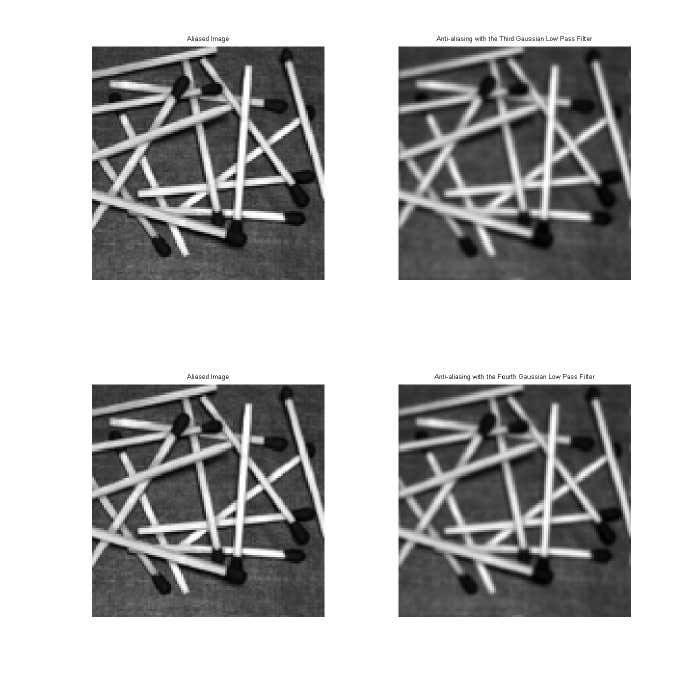 Aliased Image
Anti-aliasing with the Third Gaussian Low Pass Filter
Aliased Image
Anti-aliasing with the Fourth Gaussian Low Pass Filter